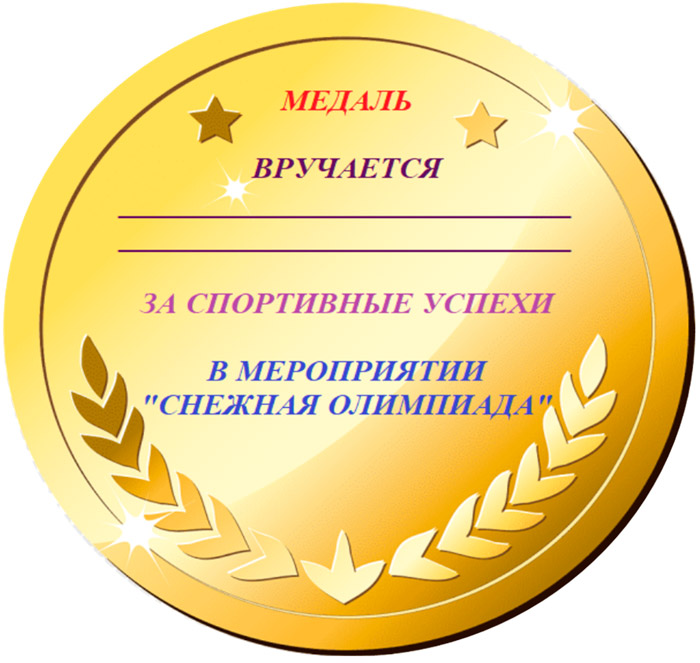 МЕДАЛЬ
ВРУЧАЕТСЯ
ЗА СПОРТИВНЫЕ УСПЕХИ
В МЕРОПРИЯТИИ
"СНЕЖНАЯ ОЛИМПИАДА"